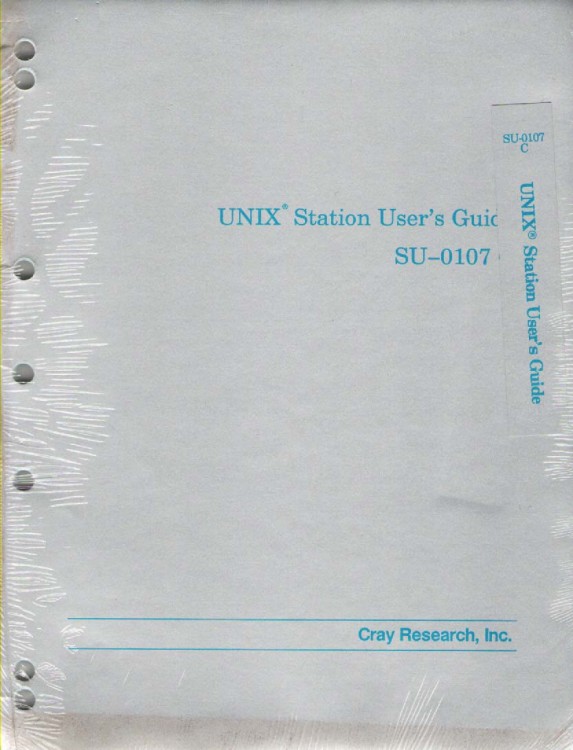 SU-0107
C
UNIX® Station User's Guide
UNIX® Station User's Guid
SU–0107
Cray Research, Inc.